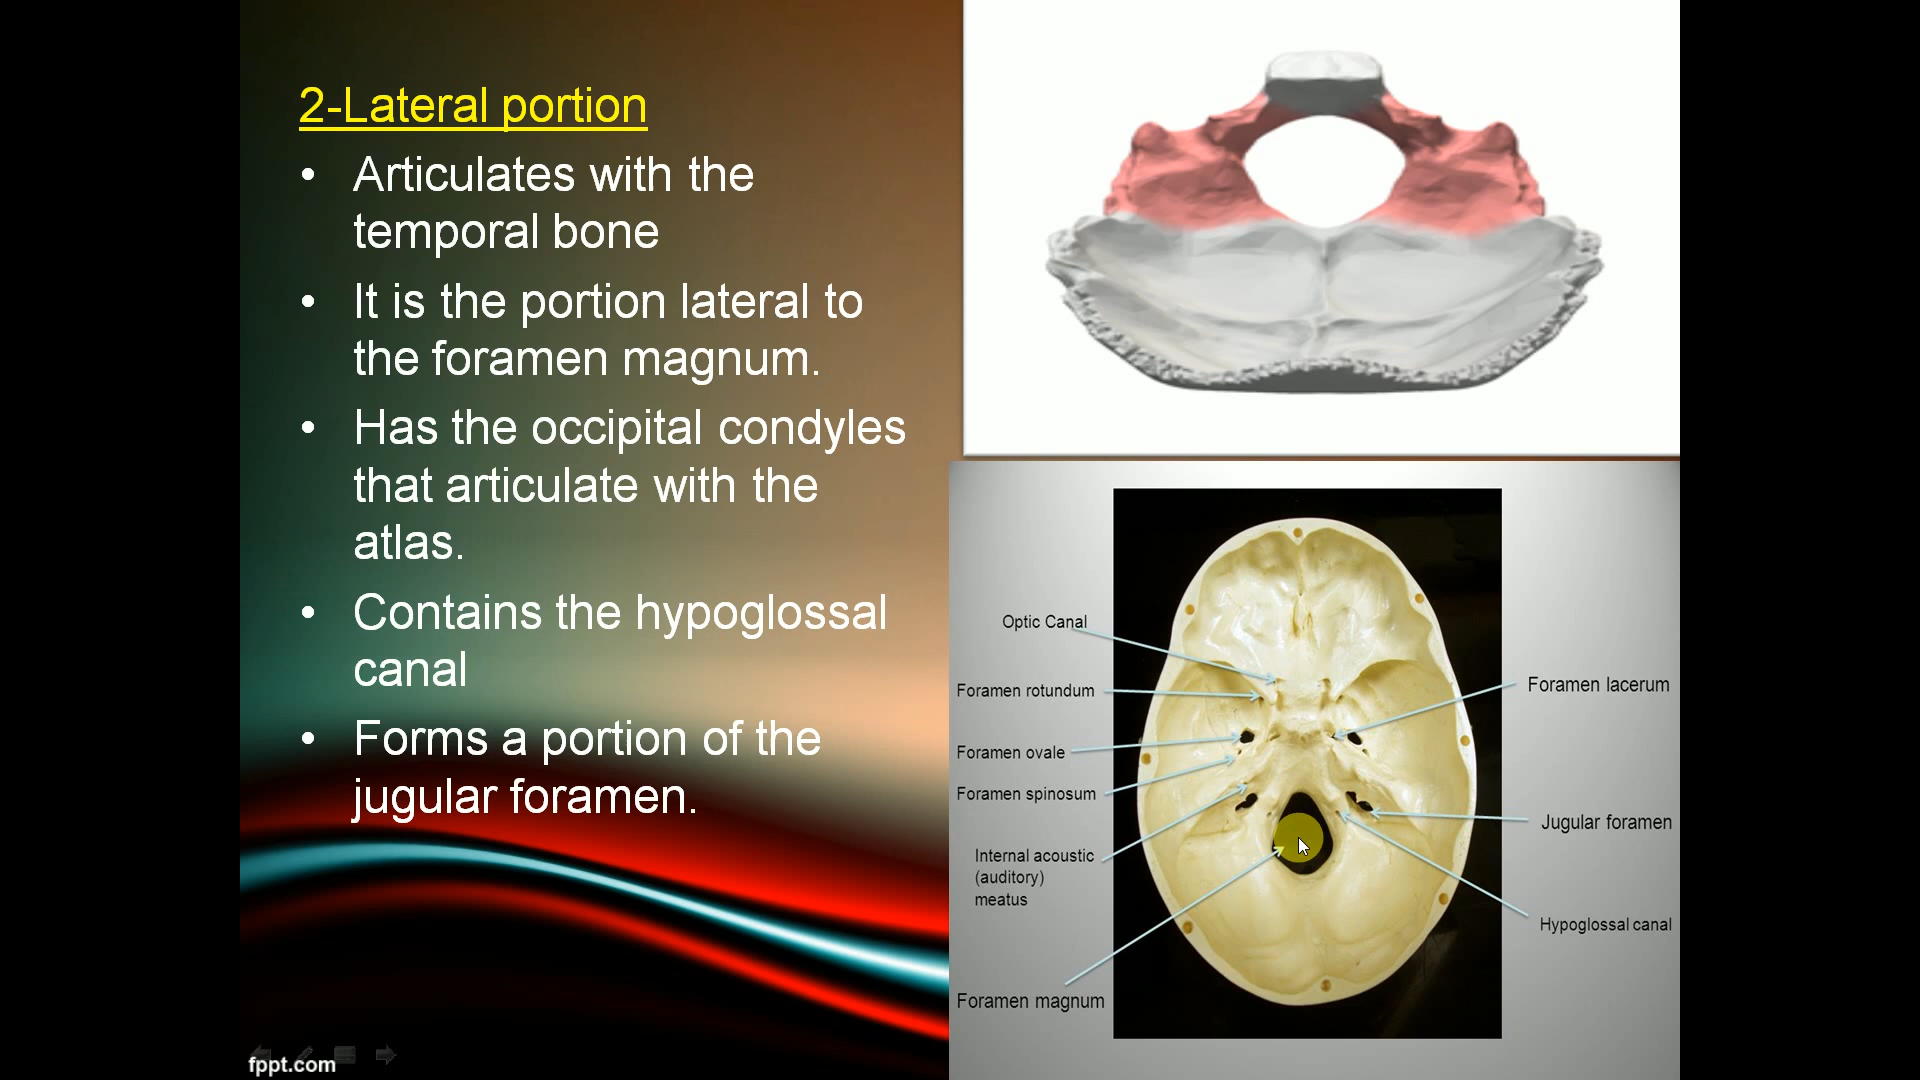 2-Lateral portion
• Articulates with the
temporal bone
• It is the portion lateral to
the foramen magnum.
• Has the occipital condyles
that articulate with the
atlas.
• Contains the hypoglossal
canal
• Forms a portion of the
jugular foramen.
Optic Canal
Foramen rotundum
Foramen ovale
Foramen spinosum
Internal acoustic
(auditory)
meatus
Foramen magnum
Foramen lacerum
Jugular foramen
Hypoglossal canal
fppt.com